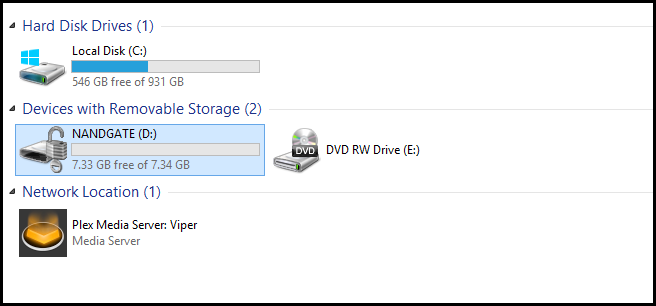 Hard Disk Drives (1)
Local Disk (C:)
546 GB free of 931 GB
Devices with Removable Storage (2)
NANDGATE (D:)
7.33 GB free of 7.34 GB
DVD
DVD RW Drive (E:)
Network Location (1)
Plex Media Server: Viper
Media Server